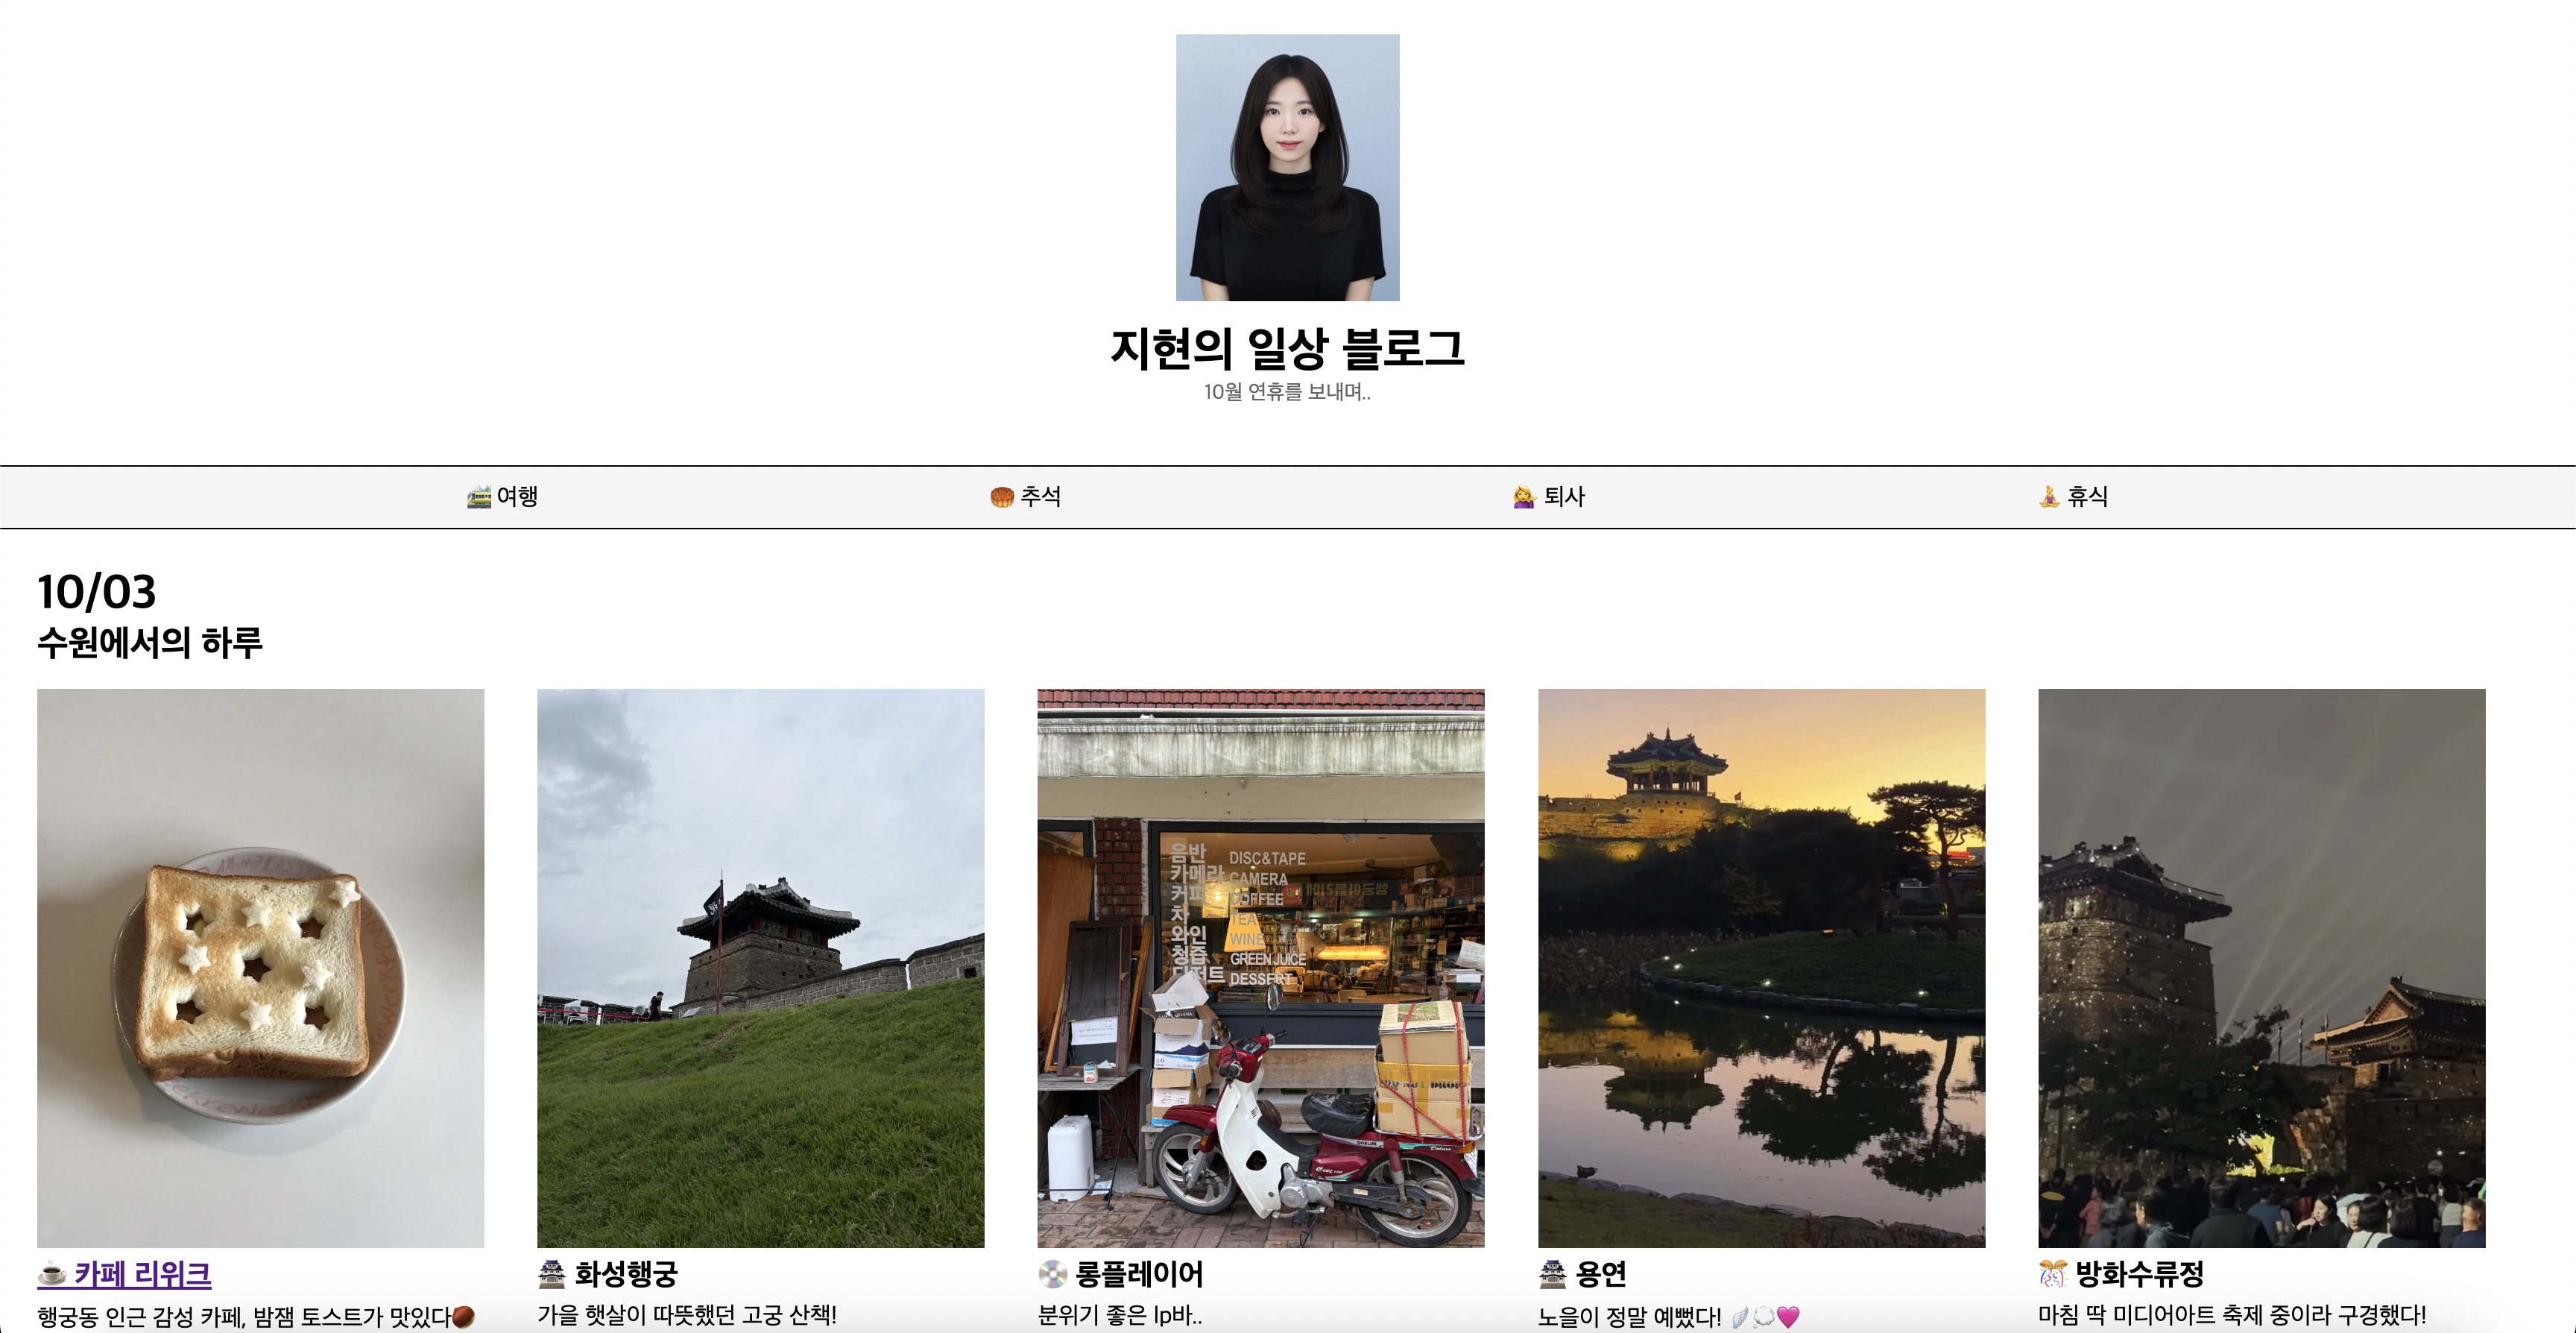 지현의 일상 블로그
10월 연휴를 보내며..
🚞 여행
🥮 추석
💁‍♀️ 퇴사
🧘‍♀️ 휴식
10/03
수원에서의 하루
음반 DISC&TAPE
카메라 CAMERA
커피 COFFEE
차 TEA
와인 WINE
청즙 GREEN JUICE
디저트 DESSERT
☕ 카페 리위크
행궁동 인근 감성 카페, 밤잼 토스트가 맛있다🌰
🏯 화성행궁
가을 햇살이 따뜻했던 고궁 산책!
💿 롱플레이어
분위기 좋은 lp바..
🏯 용연
노을이 정말 예뻤다! 🪽💭💗
🎊 방화수류정
마침 딱 미디어아트 축제 중이라 구경했다!